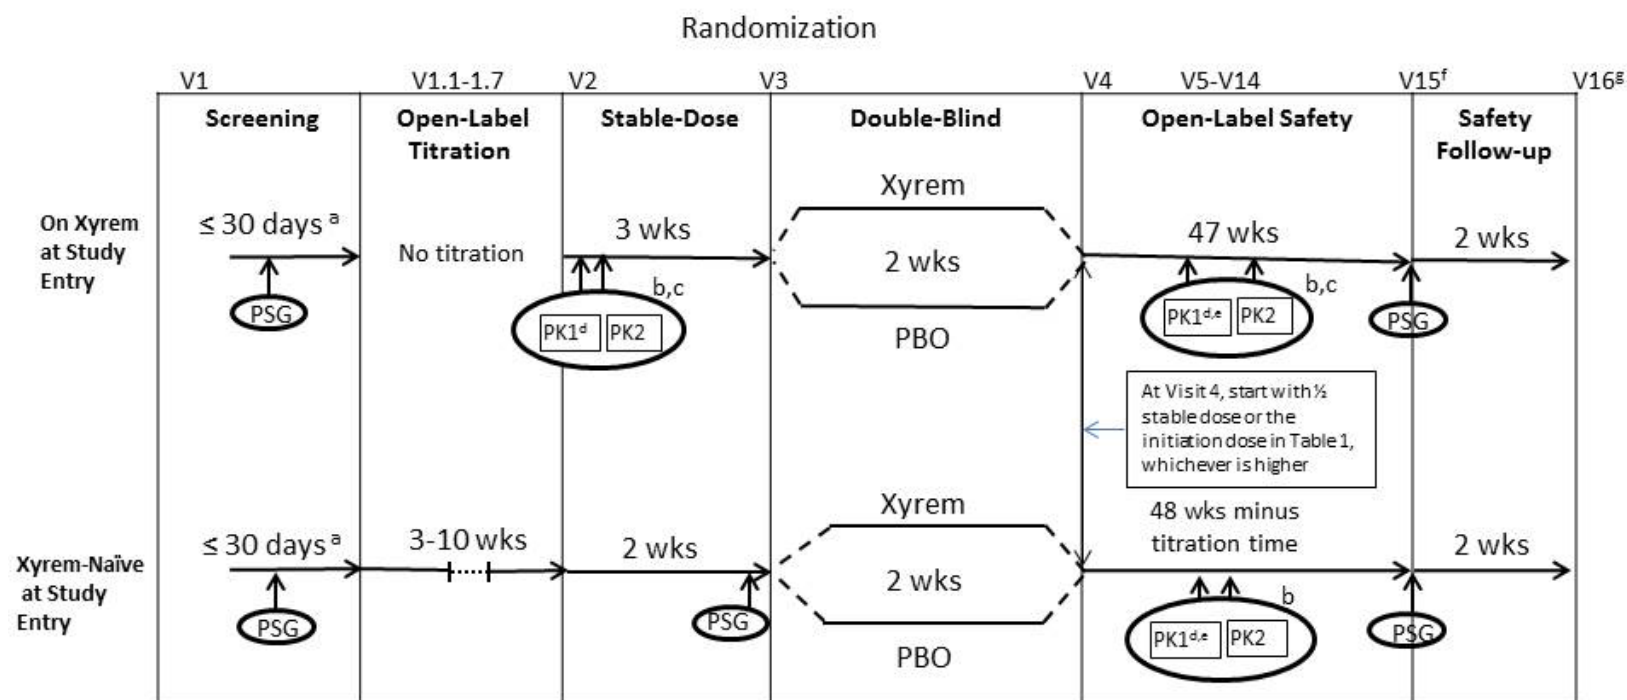 Randomization
V1 V1.1-1.7 V2 V3 V4 V5-V14 V15ᶠ V16ᵍ
Screening Open-Label Stable-Dose Double-Blind Open-Label Safety Safety
Titration Follow-up
On Xyrem
at Study
Entry
≤ 30 days ᵃ
PSG
No titration
3 wks
b,c
PK1ᵈ PK2
Xyrem
2 wks
PBO
47 wks
b,c
PK1ᵈ,ᵉ PK2
PSG
2 wks
At Visit 4, start with ½
stable dose or the
initiation dose in Table 1,
whichever is higher
Xyrem-Naïve
at Study
Entry
≤ 30 days ᵃ
PSG
3-10 wks
2 wks
PSG
Xyrem
2 wks
PBO
48 wks minus
titration time
b
PK1ᵈ,ᵉ PK2
PSG
2 wks